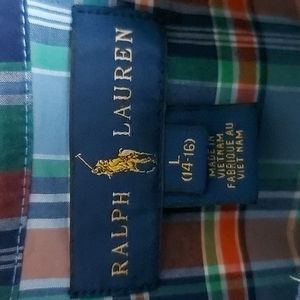 RALPH LAUREN
L
(14-16)
MADE IN
VIETNAM
FABRIQUE AU
VIET NAM